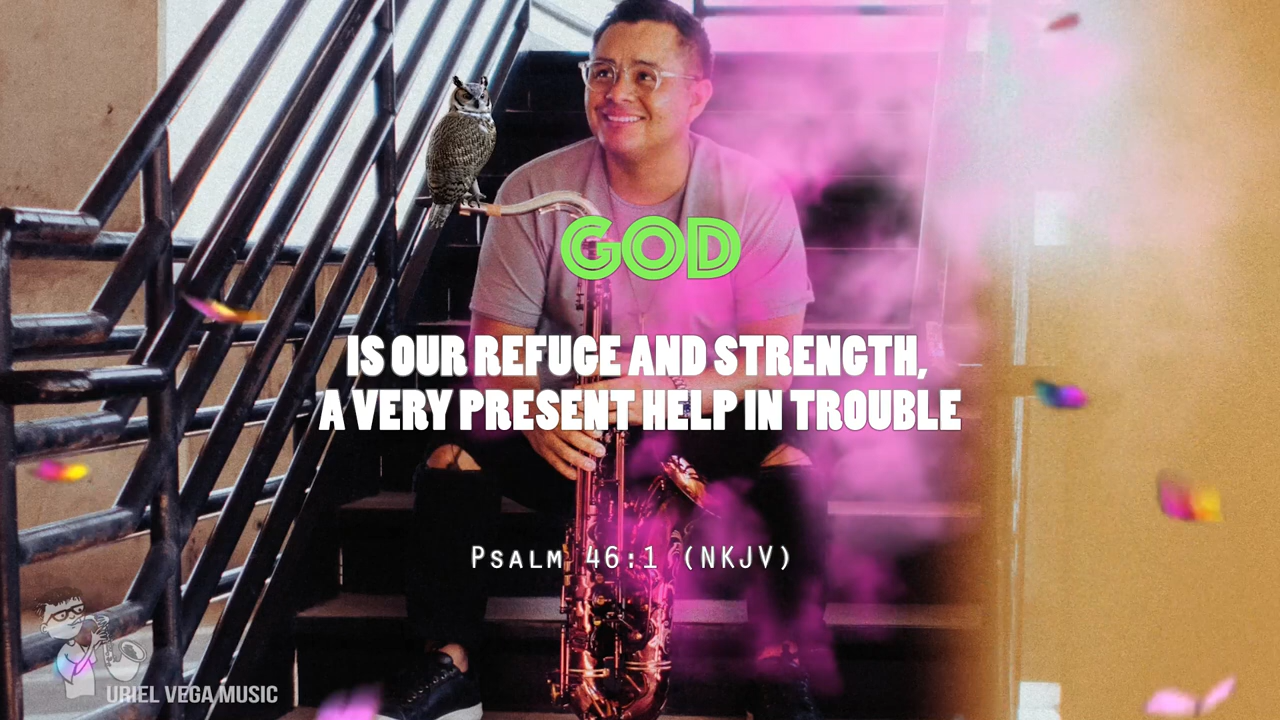 GOD
IS OUR REFUGE AND STRENGTH,
A VERY PRESENT HELP IN TROUBLE
Psalm 46:1 (NKJV)
URIEL VEGA MUSIC